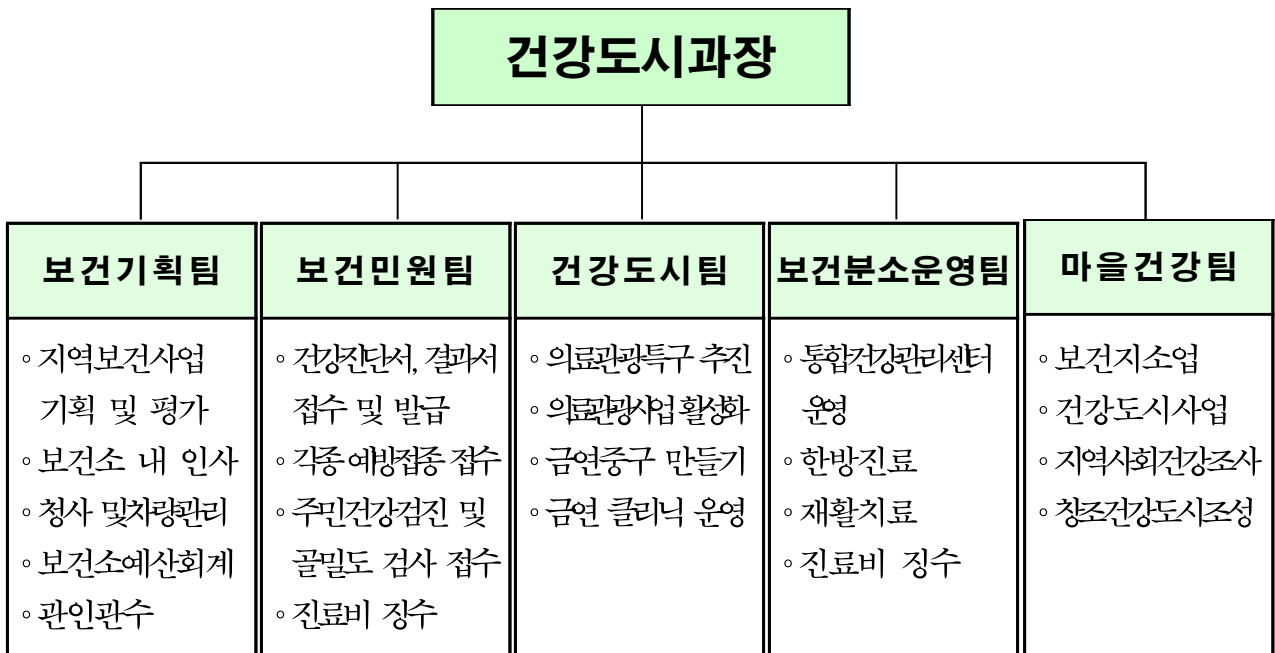 건강도시과장
보건기획팀
◦지역보건사업
기획 및 평가
◦보건소 내 인사
◦청사 및차량관리
◦보건소예산회계
◦관인관수
보건민원팀
◦건강진단서, 결과서
접수 및 발급
◦각종 예방접종 접수
◦주민건강검진 및
골밀도 검사 접수
◦진료비 징수
건강도시팀
◦의료관광특구 추진
◦의료관광사업 활성화
◦금연중구 만들기
◦금연 클리닉 운영
보건분소운영팀
◦통합건강관리센터
운영
◦한방진료
◦재활치료
◦진료비 징수
마을건강팀
◦보건지소업
◦건강도시사업
◦지역사회건강조사
◦창조건강도시조성